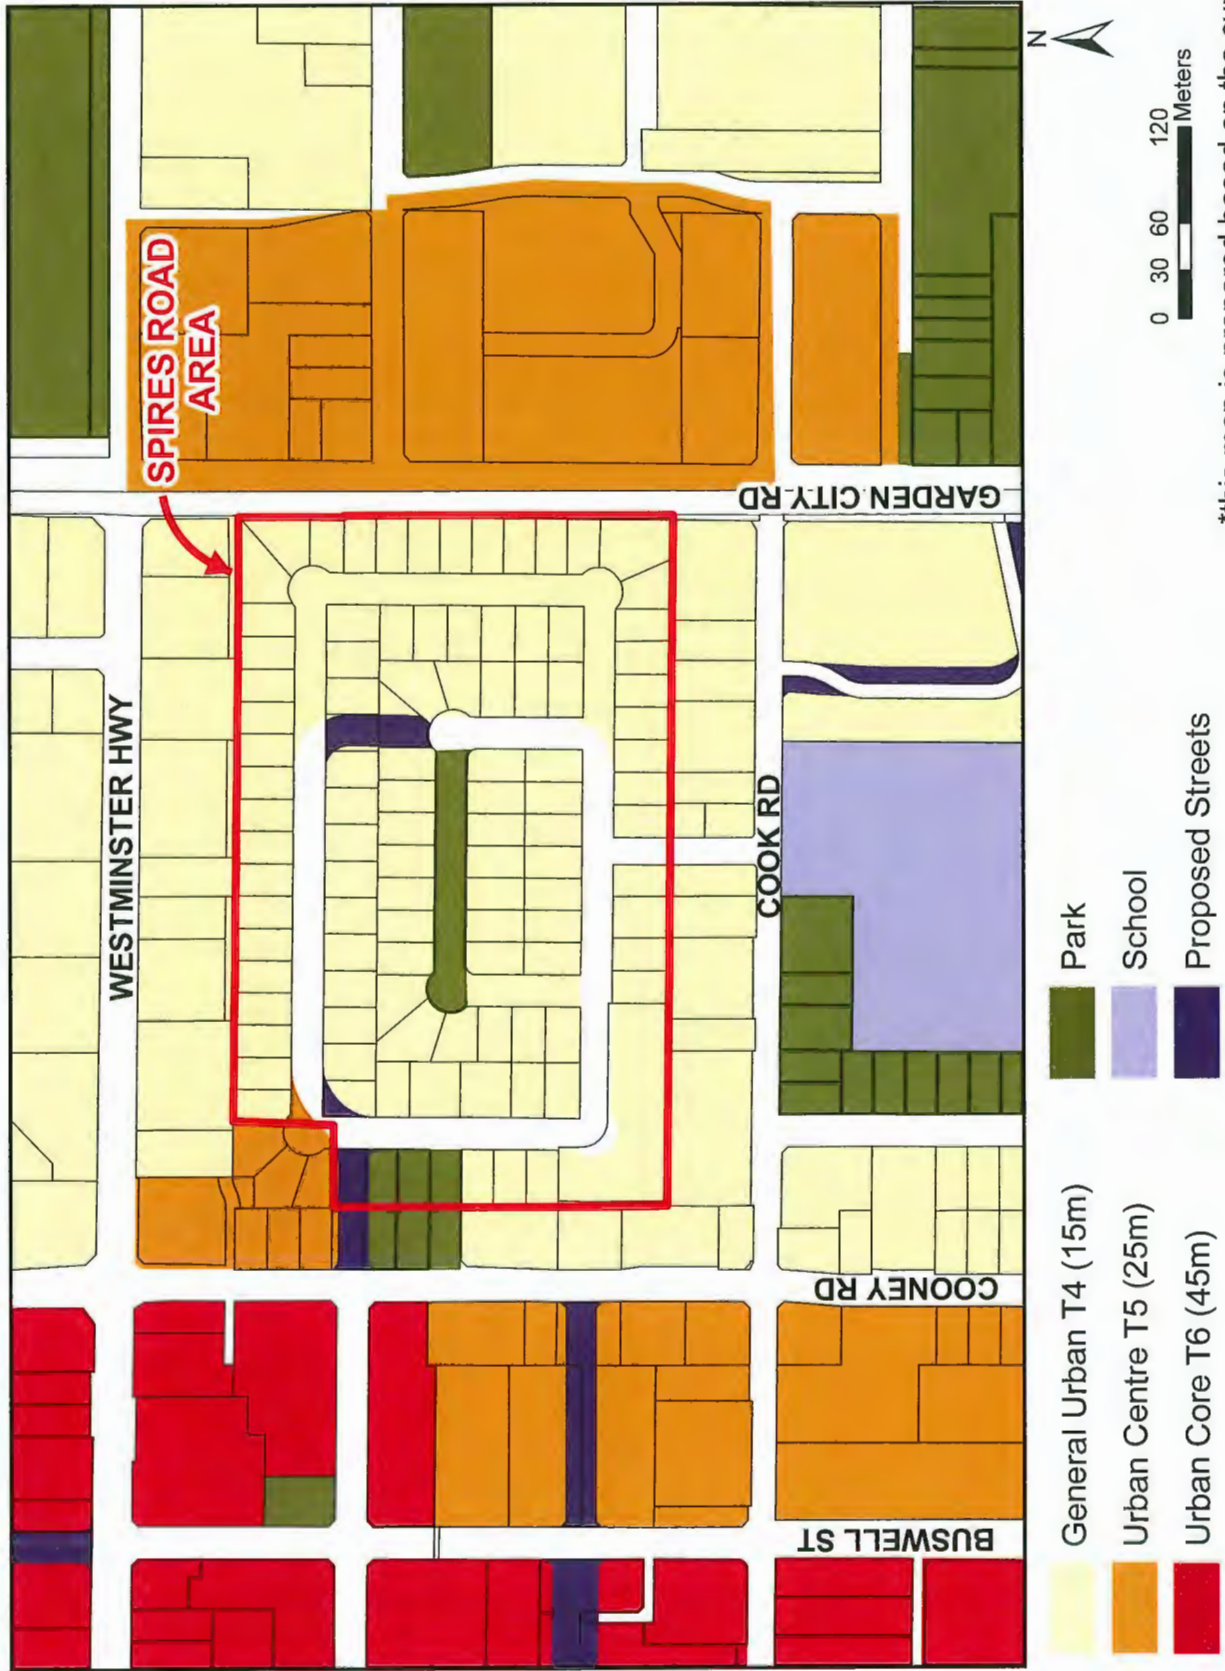 SPIRES ROAD
AREA
WESTMINSTER HWY
GARDEN CITY RD
COOK RD
COONEY RD
BUSWELL ST
N
0 30 60 120
Meters
General Urban T4 (15m)
Urban Centre T5 (25m)
Urban Core T6 (45m)
Park
School
Proposed Streets